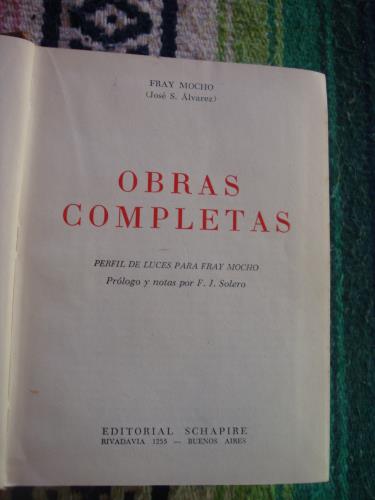 FRAY MOCHO
(José S. Álvarez)
OBRAS
COMPLETAS
PERFIL DE LUCES PARA FRAY MOCHO
Prólogo y notas por F. J. Solero
EDITORIAL SCHAPIRE
RIVADAVIA 1255 — BUENOS AIRES